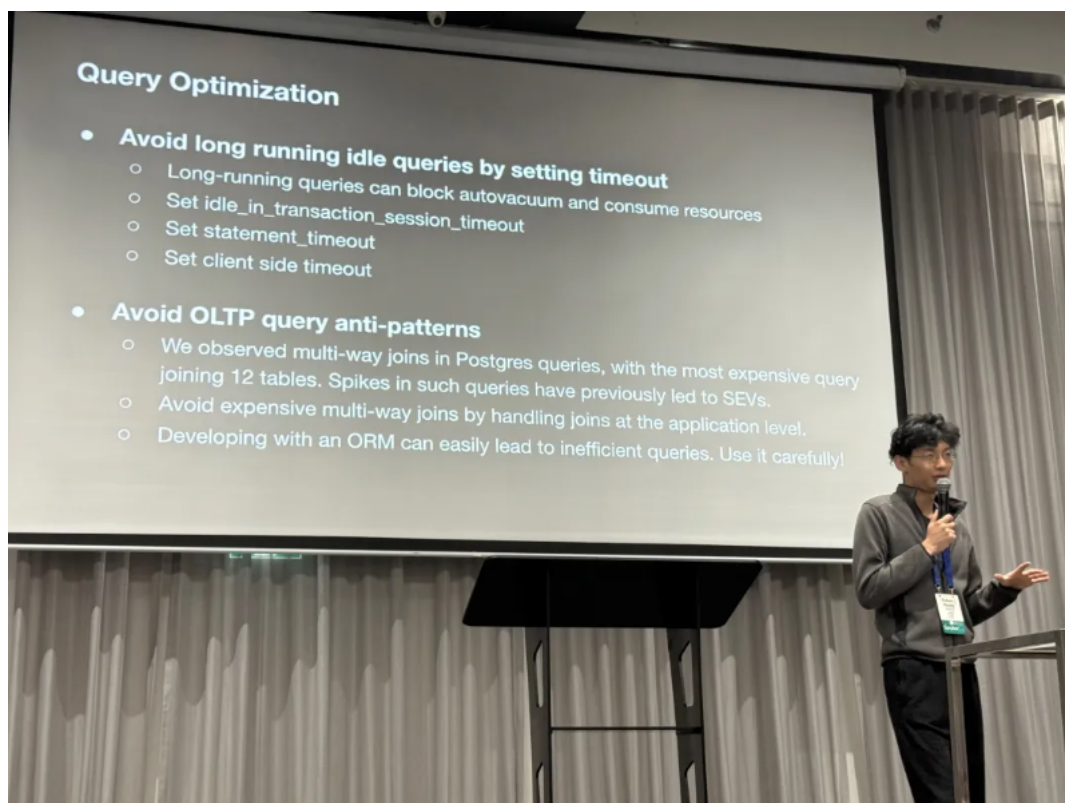 Query Optimization
● Avoid long running idle queries by setting timeout
○ Long-running queries can block autovacuum and consume resources
○ Set idle_in_transaction_session_timeout
○ Set statement_timeout
○ Set client side timeout
● Avoid OLTP query anti-patterns
○ We observed multi-way joins in Postgres queries, with the most expensive query
joining 12 tables. Spikes in such queries have previously led to SEVs.
○ Avoid expensive multi-way joins by handling joins at the application level.
○ Developing with an ORM can easily lead to inefficient queries. Use it carefully!